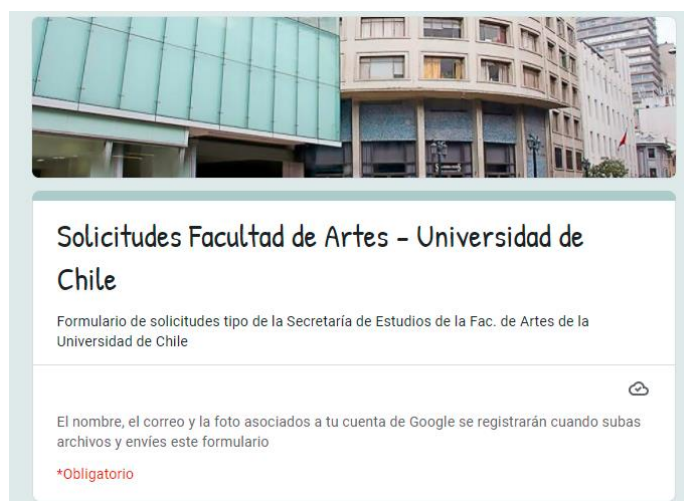 Solicitudes Facultad de Artes – Universidad de
Chile
Formulario de solicitudes tipo de la Secretaría de Estudios de la Fac. de Artes de la
Universidad de Chile
El nombre, el correo y la foto asociados a tu cuenta de Google se registrarán cuando subas
archivos y envíes este formulario
*Obligatorio